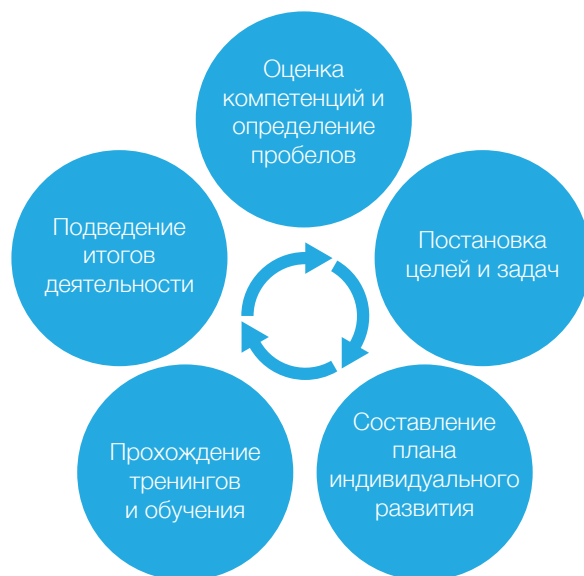 Оценка
компетенций и
определение
пробелов
Постановка
целей и задач
Составление
плана
индивидуального
развития
Прохождение
тренингов
и обучения
Подведение
итогов
деятельности